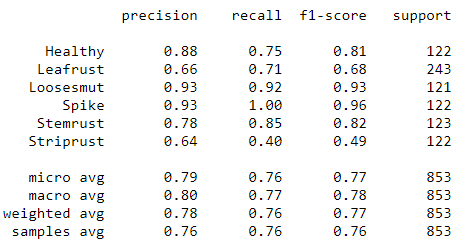 precision recall f1-score support
Healthy 0.88 0.75 0.81 122
Leafrust 0.66 0.71 0.68 243
Loosesmut 0.93 0.92 0.93 121
Spike 0.93 1.00 0.96 122
Stemrust 0.78 0.85 0.82 123
Striprust 0.64 0.40 0.49 122
micro avg 0.79 0.76 0.77 853
macro avg 0.80 0.77 0.78 853
weighted avg 0.78 0.76 0.77 853
samples avg 0.76 0.76 0.76 853